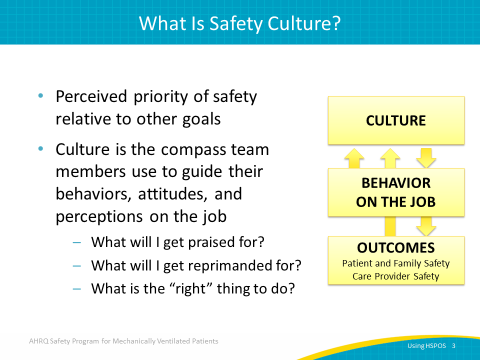 What Is Safety Culture?
• Perceived priority of safety
relative to other goals
• Culture is the compass team
members use to guide their
behaviors, attitudes, and
perceptions on the job
– What will I get praised for?
– What will I get reprimanded for?
– What is the “right” thing to do?
CULTURE
BEHAVIOR
ON THE JOB
OUTCOMES
Patient and Family Safety
Care Provider Safety
AHRQ Safety Program for Mechanically Ventilated Patients
Using HSPOS 3